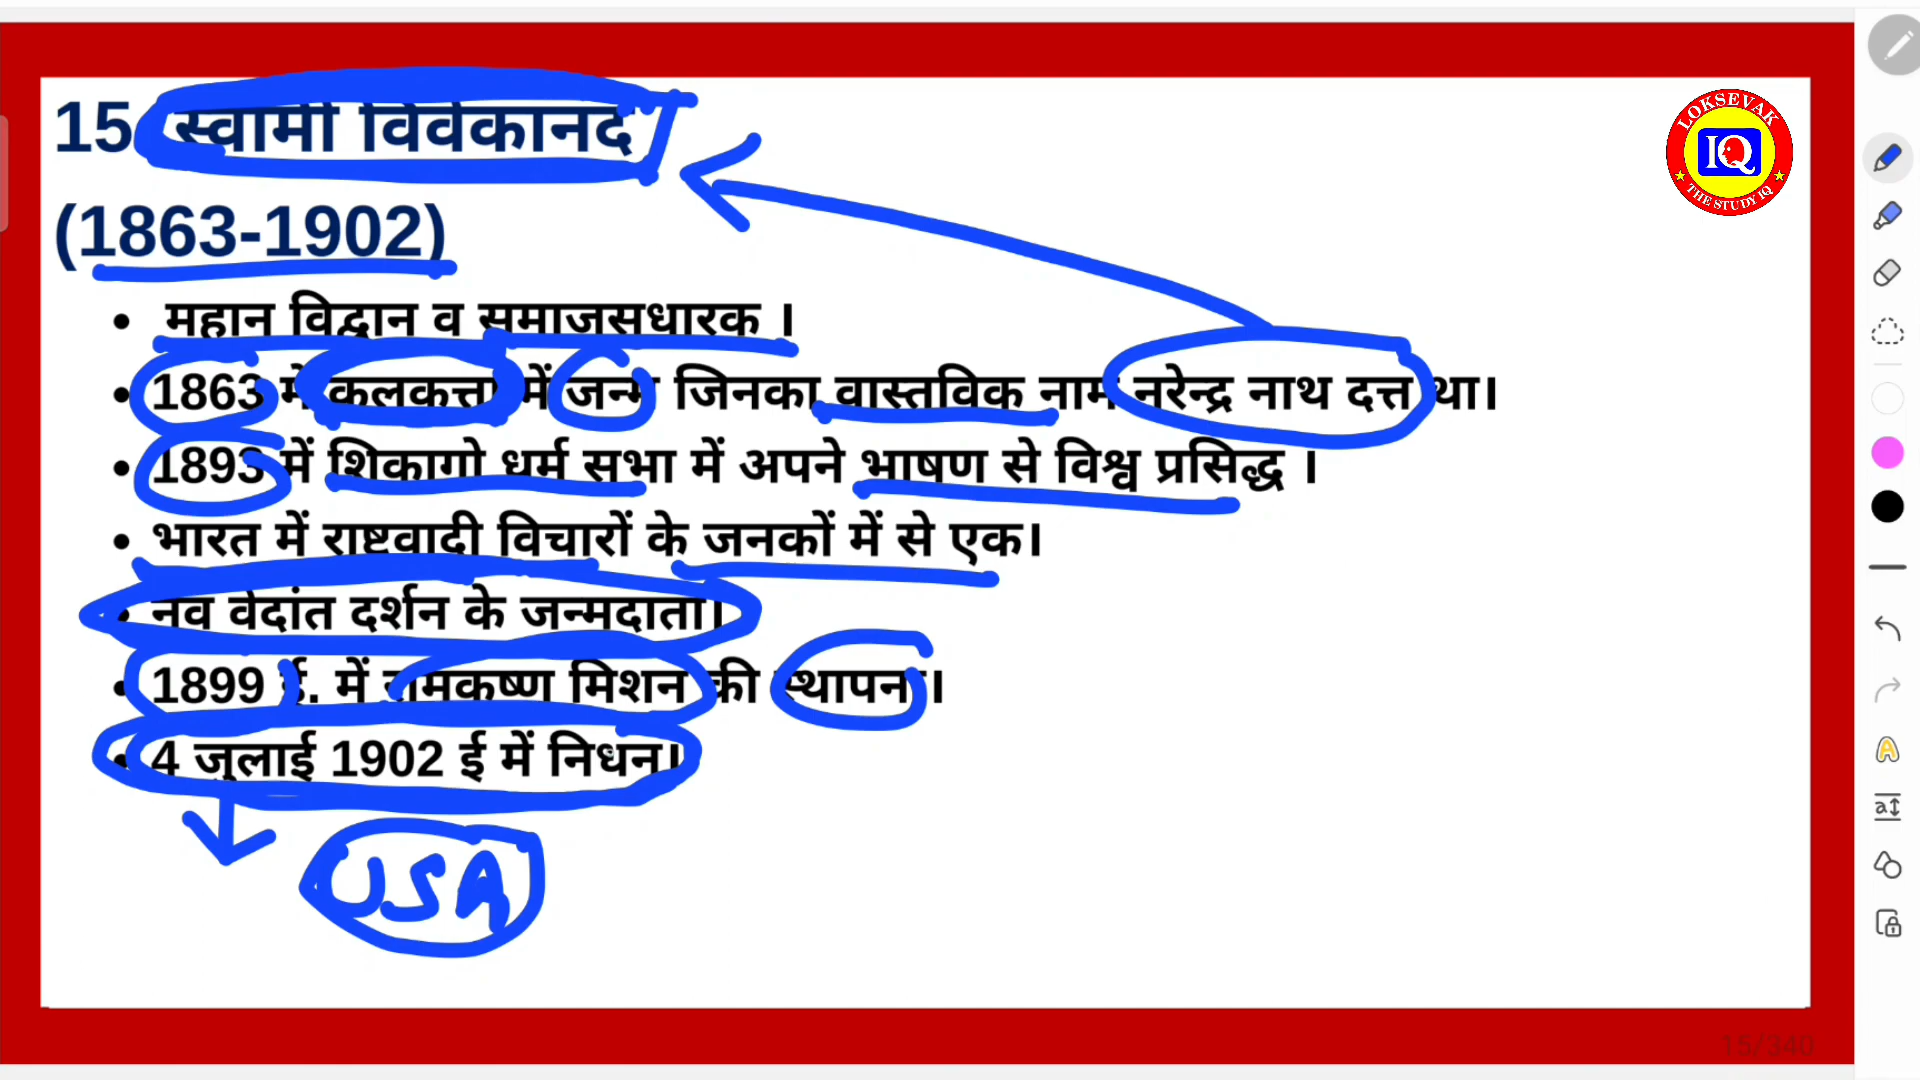 15 स्वामी विवेकानंद
(1863-1902)
• महान विद्वान व समाजसुधारक ।
• 1863 में कलकत्ता में जन्म जिनका वास्तविक नाम नरेन्द्र नाथ दत्त था।
• 1893 में शिकागो धर्म सभा में अपने भाषण से विश्व प्रसिद्ध ।
• भारत में राष्ट्रवादी विचारों के जनकों में से एक।
• नव वेदांत दर्शन के जन्मदाता।
• 1899 ई. में रामकृष्ण मिशन की स्थापना।
• 4 जुलाई 1902 ई में निधन।
USA
LOKSEVAK
IQ
THE STUDY IQ
15/340